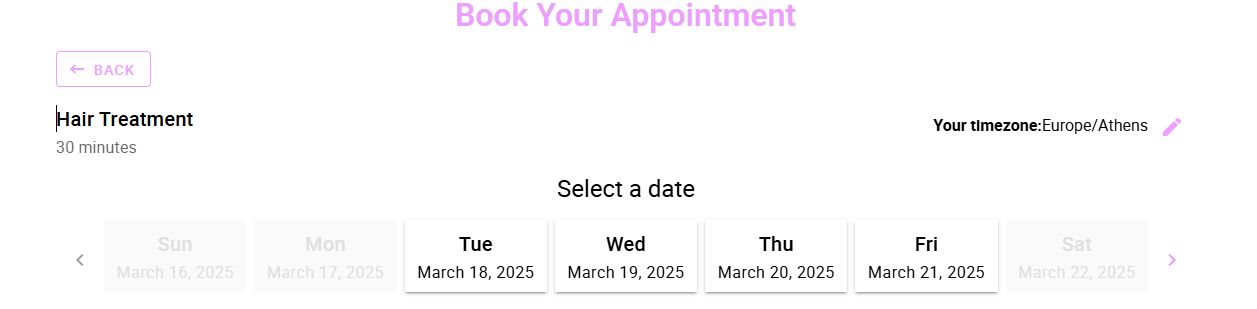 Book Your Appointment
← BACK
Hair Treatment
30 minutes
Your timezone:Europe/Athens
Select a date
Sun Mon Tue Wed Thu Fri Sat
March 16, 2025 March 17, 2025 March 18, 2025 March 19, 2025 March 20, 2025 March 21, 2025 March 22, 2025